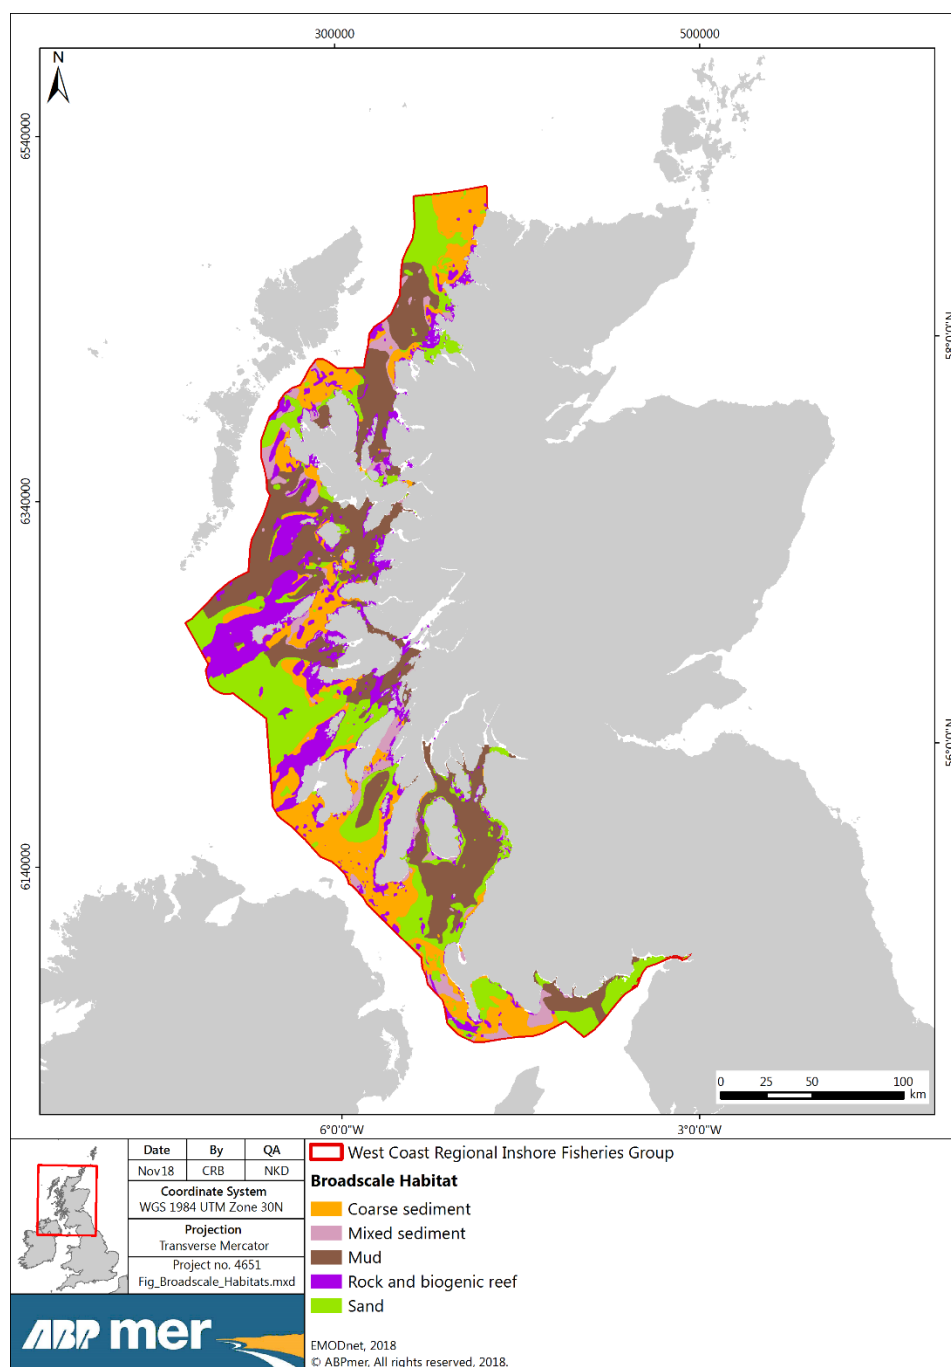 300000
500000
N
6540000
58°0'0"N
6340000
56°0'0"N
6140000
0 25 50 100
km
6°0'0"W
3°0'0"W
Date By QA
Nov18 CRB NKD
Coordinate System
WGS 1984 UTM Zone 30N
Projection
Transverse Mercator
Project no. 4651
Fig_Broadscale_Habitats.mxd
ABPmer
West Coast Regional Inshore Fisheries Group
Broadscale Habitat
Coarse sediment
Mixed sediment
Mud
Rock and biogenic reef
Sand
EMODnet, 2018
© ABPmer, All rights reserved, 2018.